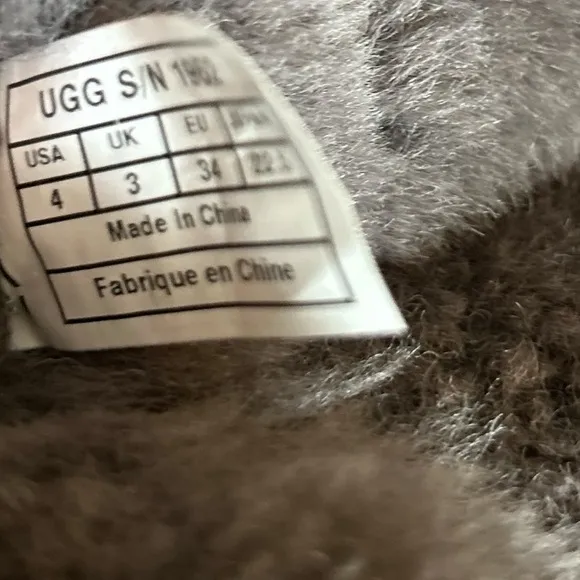 UGG S/N 1962
USA UK EU
4 3 34
Made In China
Fabrique en Chine